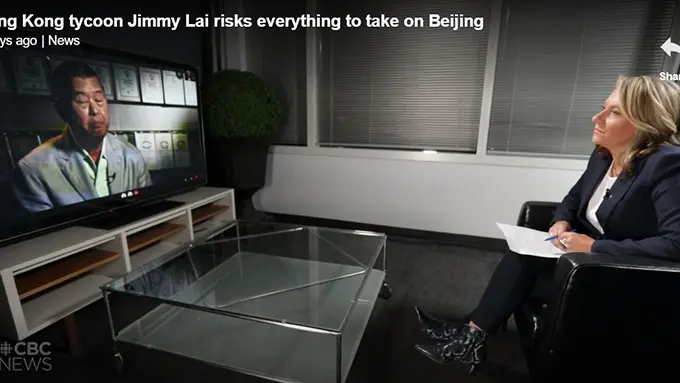 ng Kong tycoon Jimmy Lai risks everything to take on Beijing
ys ago | News
Shar
CBC
NEWS